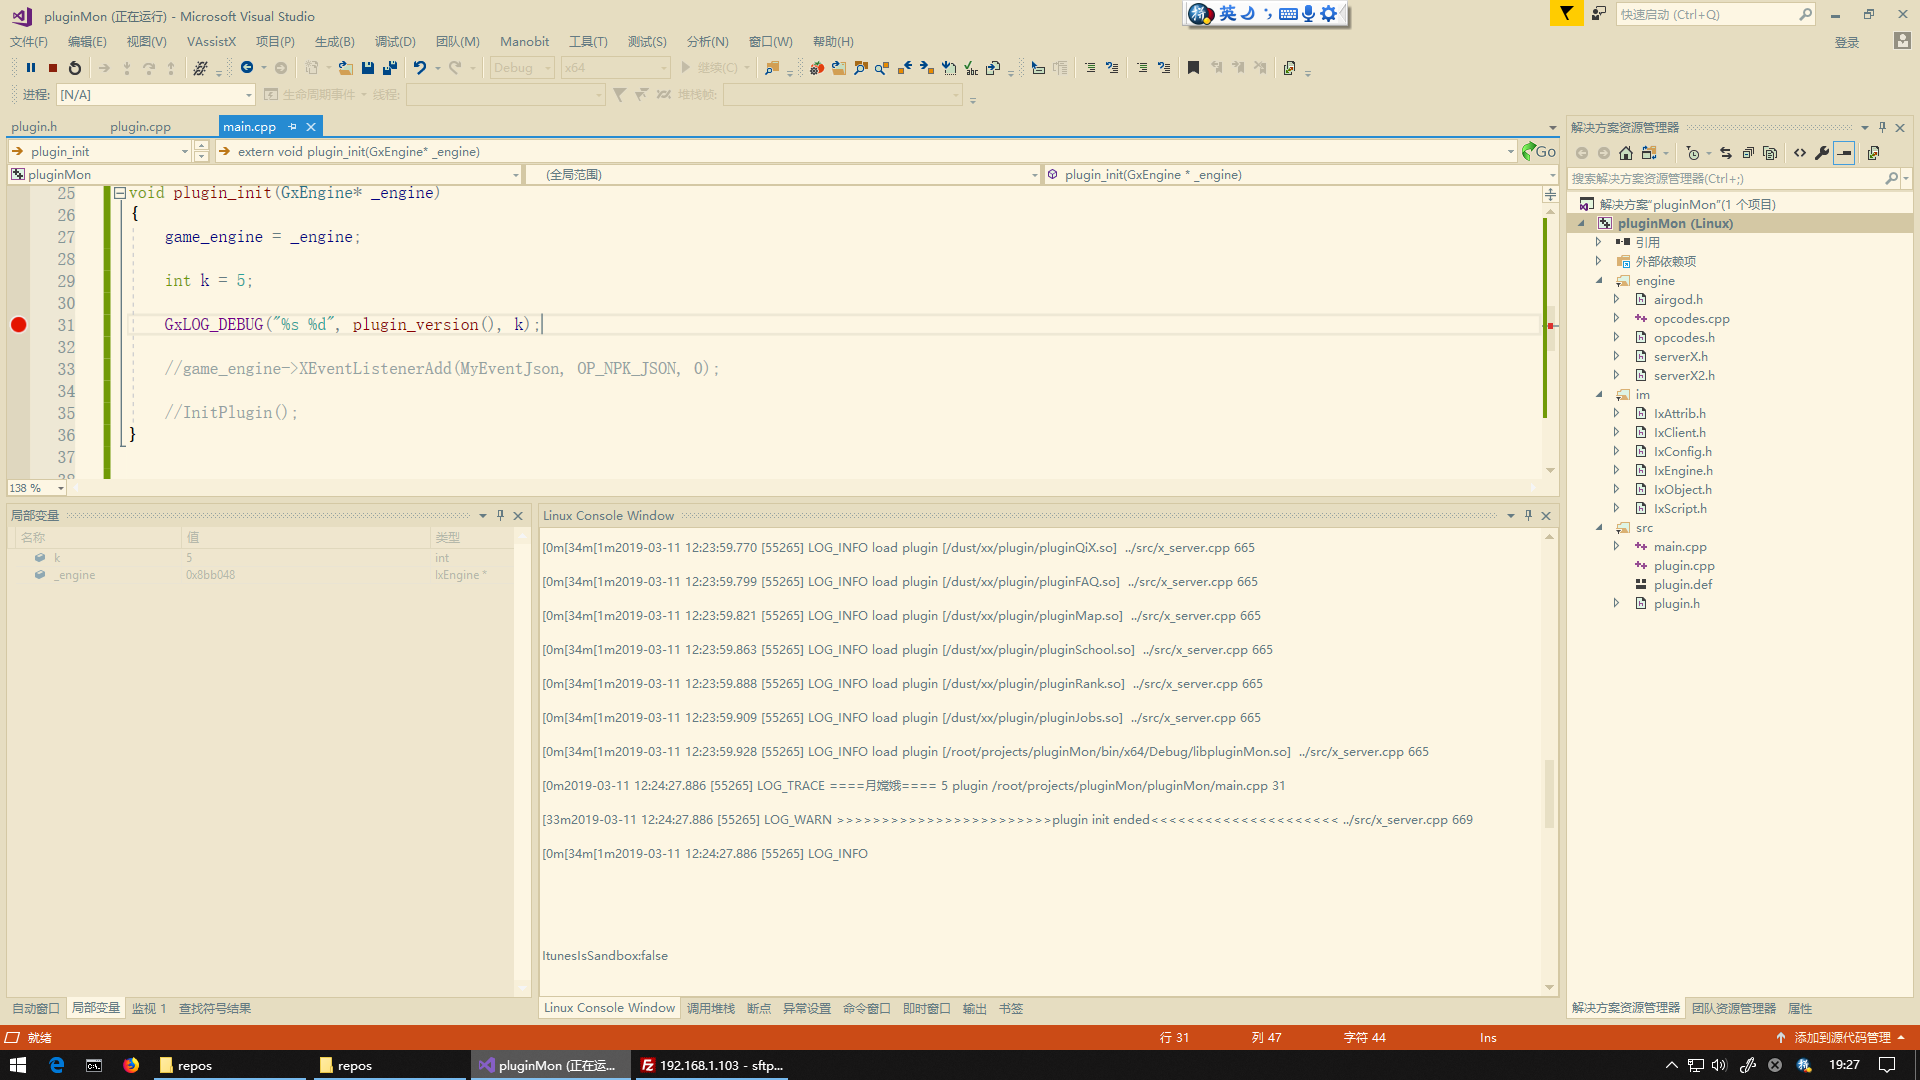 pluginMon (正在运行) - Microsoft Visual Studio
英
快速启动 (Ctrl+Q)
文件(F) 编辑(E) 视图(V) VAssistX 项目(P) 生成(B) 调试(D) 团队(M) Manobit 工具(T) 测试(S) 分析(N) 窗口(W) 帮助(H)
登录
Debug x64 继续(C)
进程: [N/A] 生命周期事件 线程: 堆栈帧:
plugin.h plugin.cpp main.cpp
plugin_init extern void plugin_init(GxEngine* _engine) Go
pluginMon (全局范围) plugin_init(GxEngine * _engine)
25 void plugin_init(GxEngine* _engine)
26 {
27 game_engine = _engine;
28
29 int k = 5;
30
31 GxLOG_DEBUG("%s %d", plugin_version(), k);
32
33 //game_engine->XEventListenerAdd(MyEventJson, OP_NPK_JSON, 0);
34
35 //InitPlugin();
36 }
37
38
138 %
局部变量
名称 值 类型
k 5 int
_engine 0x8bb048 IxEngine *
自动窗口 局部变量 监视 1 查找符号结果
Linux Console Window
[0m[34m[1m2019-03-11 12:23:59.770 [55265] LOG_INFO load plugin [/dust/xx/plugin/pluginQiX.so] ../src/x_server.cpp 665
[0m[34m[1m2019-03-11 12:23:59.799 [55265] LOG_INFO load plugin [/dust/xx/plugin/pluginFAQ.so] ../src/x_server.cpp 665
[0m[34m[1m2019-03-11 12:23:59.821 [55265] LOG_INFO load plugin [/dust/xx/plugin/pluginMap.so] ../src/x_server.cpp 665
[0m[34m[1m2019-03-11 12:23:59.863 [55265] LOG_INFO load plugin [/dust/xx/plugin/pluginSchool.so] ../src/x_server.cpp 665
[0m[34m[1m2019-03-11 12:23:59.888 [55265] LOG_INFO load plugin [/dust/xx/plugin/pluginRank.so] ../src/x_server.cpp 665
[0m[34m[1m2019-03-11 12:23:59.909 [55265] LOG_INFO load plugin [/dust/xx/plugin/pluginJobs.so] ../src/x_server.cpp 665
[0m[34m[1m2019-03-11 12:23:59.928 [55265] LOG_INFO load plugin [/root/projects/pluginMon/bin/x64/Debug/libpluginMon.so] ../src/x_server.cpp 665
[0m2019-03-11 12:24:27.886 [55265] LOG_TRACE ====月嫦娥==== 5 plugin /root/projects/pluginMon/pluginMon/main.cpp 31
[33m2019-03-11 12:24:27.886 [55265] LOG_WARN >>>>>>>>>>>>>>>>>>>>>>>>plugin init ended<<<<<<<<<<<<<<<<<<<<< ../src/x_server.cpp 669
[0m[34m[1m2019-03-11 12:24:27.886 [55265] LOG_INFO
ItunesIsSandbox:false
Linux Console Window 调用堆栈 断点 异常设置 命令窗口 即时窗口 输出 书签
解决方案资源管理器
搜索解决方案资源管理器(Ctrl+;)
解决方案"pluginMon"(1 个项目)
pluginMon (Linux)
引用
外部依赖项
engine
airgod.h
opcodes.cpp
opcodes.h
serverX.h
serverX2.h
im
IxAttrib.h
IxClient.h
IxConfig.h
IxEngine.h
IxObject.h
IxScript.h
src
main.cpp
plugin.cpp
plugin.def
plugin.h
解决方案资源管理器 团队资源管理器 属性
就绪 行 31 列 47 字符 44 Ins 添加到源代码管理
repos repos pluginMon (正在运... 192.168.1.103 - sftp... 19:27